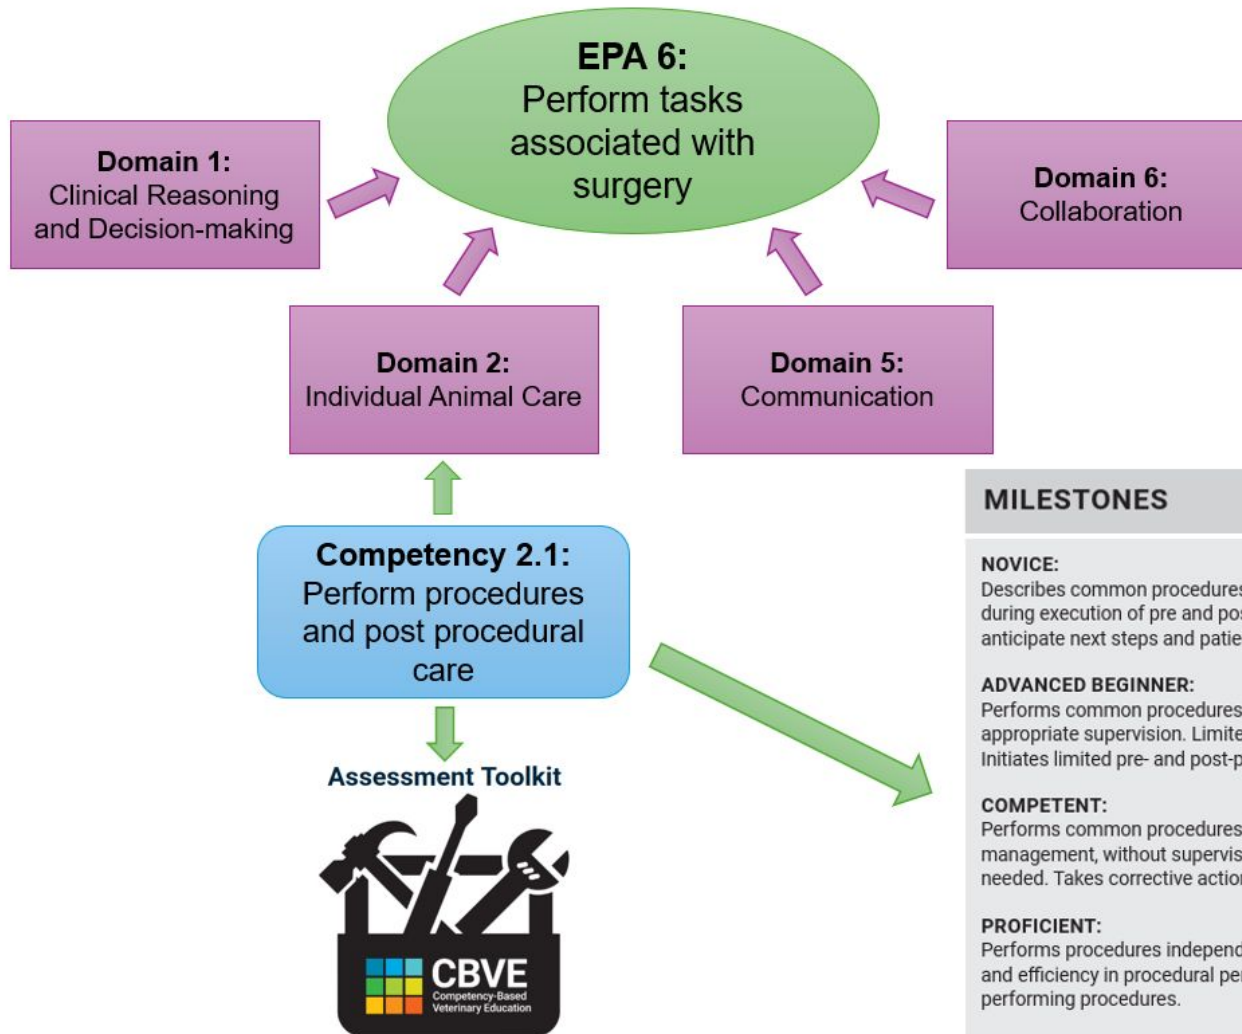 EPA 6:
Perform tasks
associated with
surgery
Domain 1:
Clinical Reasoning
and Decision-making
Domain 6:
Collaboration
Domain 2:
Individual Animal Care
Domain 5:
Communication
Competency 2.1:
Perform procedures
and post procedural
care
Assessment Toolkit
CBVE
Competency-Based
Veterinary Education
MILESTONES
NOVICE:
Describes common procedures
during execution of pre and pos
anticipate next steps and patie
ADVANCED BEGINNER:
Performs common procedures
appropriate supervision. Limite
Initiates limited pre- and post-p
COMPETENT:
Performs common procedures
management, without supervis
needed. Takes corrective action
PROFICIENT:
Performs procedures independ
and efficiency in procedural per
performing procedures.